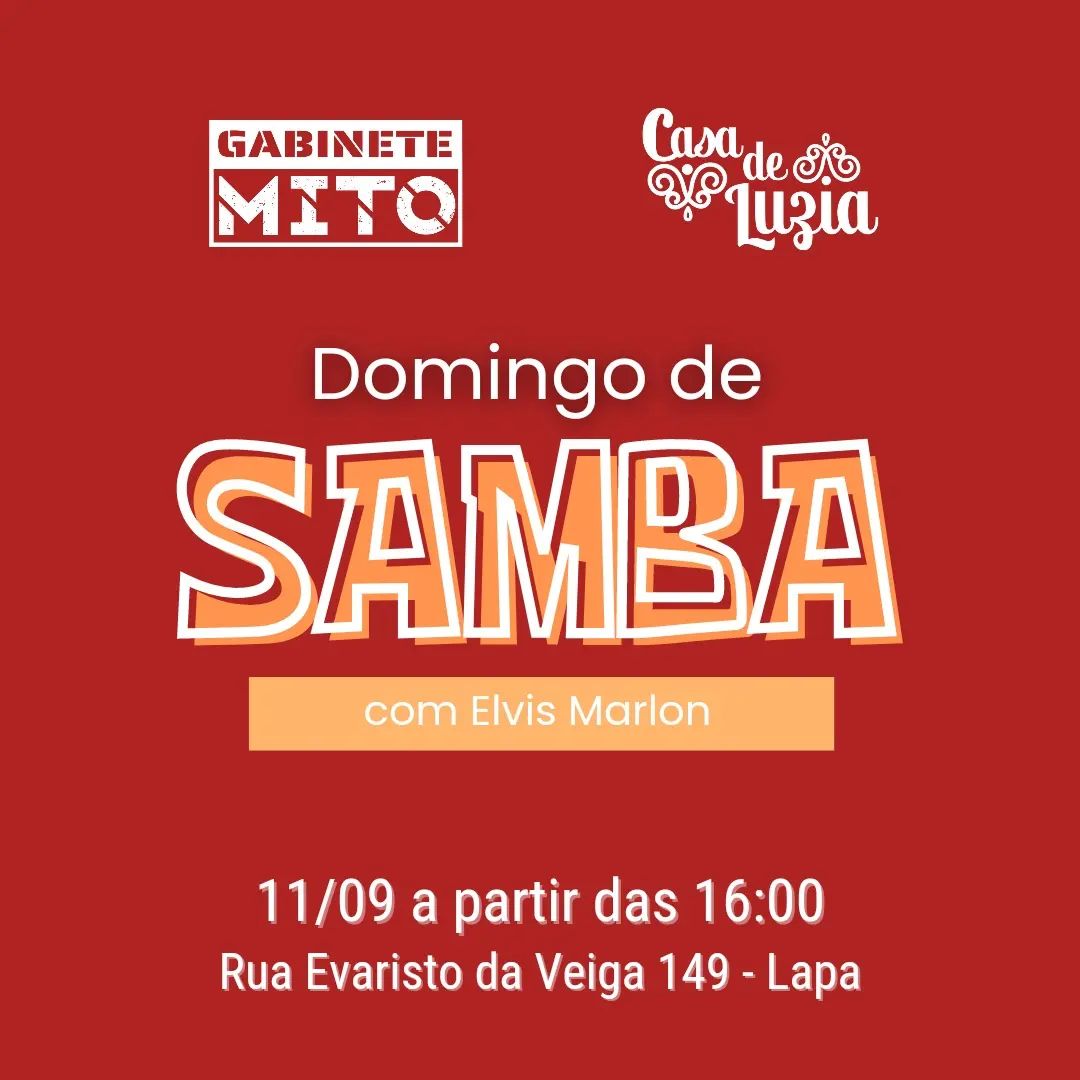 GABINETE
MITO
Casa
de
Luzia
Domingo de
SAMBA
com Elvis Marlon
11/09 a partir das 16:00
Rua Evaristo da Veiga 149 - Lapa